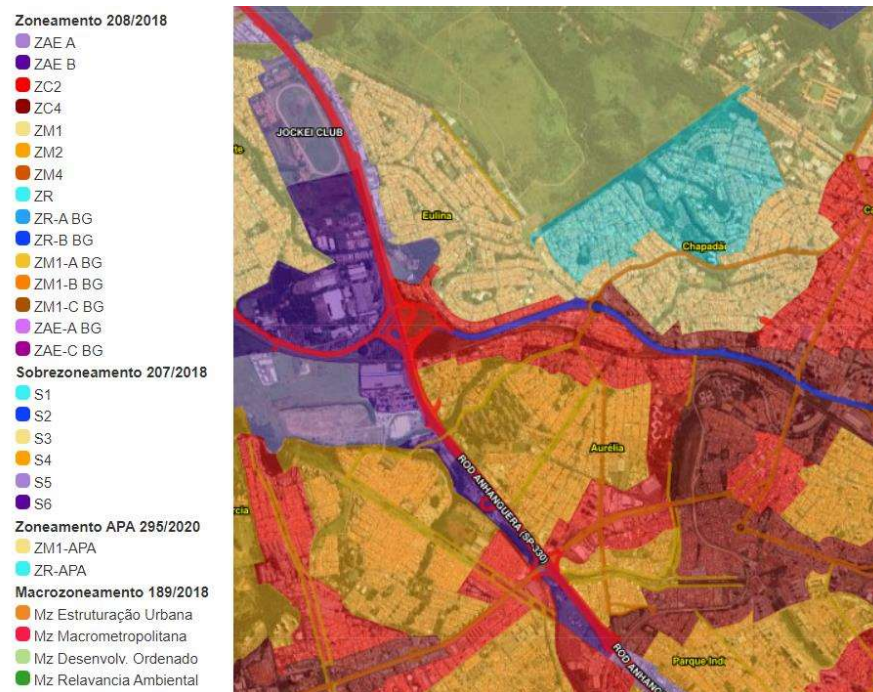 Zoneamento 208/2018
ZAE A
ZAE B
ZC2
ZC4
ZM1
ZM2
ZM4
ZR
ZR-A BG
ZR-B BG
ZM1-A BG
ZM1-B BG
ZM1-C BG
ZAE-A BG
ZAE-C BG
Sobrezoneamento 207/2018
S1
S2
S3
S4
S5
S6
Zoneamento APA 295/2020
ZM1-APA
ZR-APA
Macrozoneamento 189/2018
Mz Estruturação Urbana
Mz Macrometropolitana
Mz Desenvolv. Ordenado
Mz Relavancia Ambiental
JOCKEI CLUB
te
Eulina
Ca
Chapadã
Aurélia
ROD ANHANGUERA (SP-330)
rcia
ROD ANHANG
Parque Ind